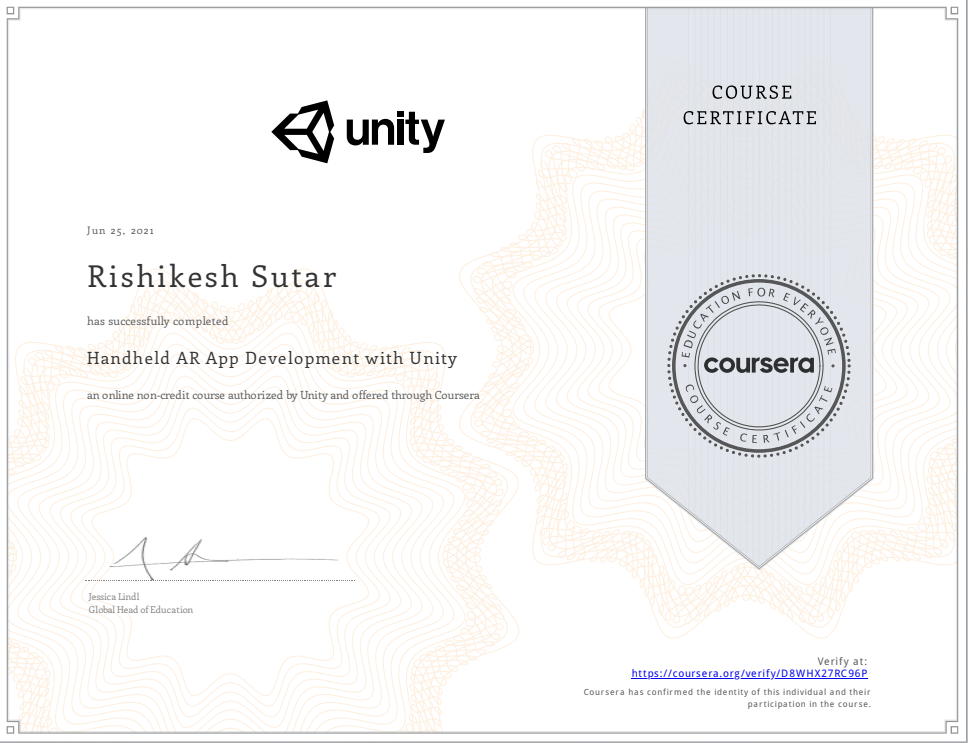 COURSE
CERTIFICATE
unity
Jun 25, 2021
Rishikesh Sutar
has successfully completed
Handheld AR App Development with Unity
an online non-credit course authorized by Unity and offered through Coursera
EDUCATION FOR EVERYONE
coursera
COURSE CERTIFICATE
Jessica Lindl
Global Head of Education
Verify at:
https://coursera.org/verify/D8WHX27RC96P
Coursera has confirmed the identity of this individual and their
participation in the course.